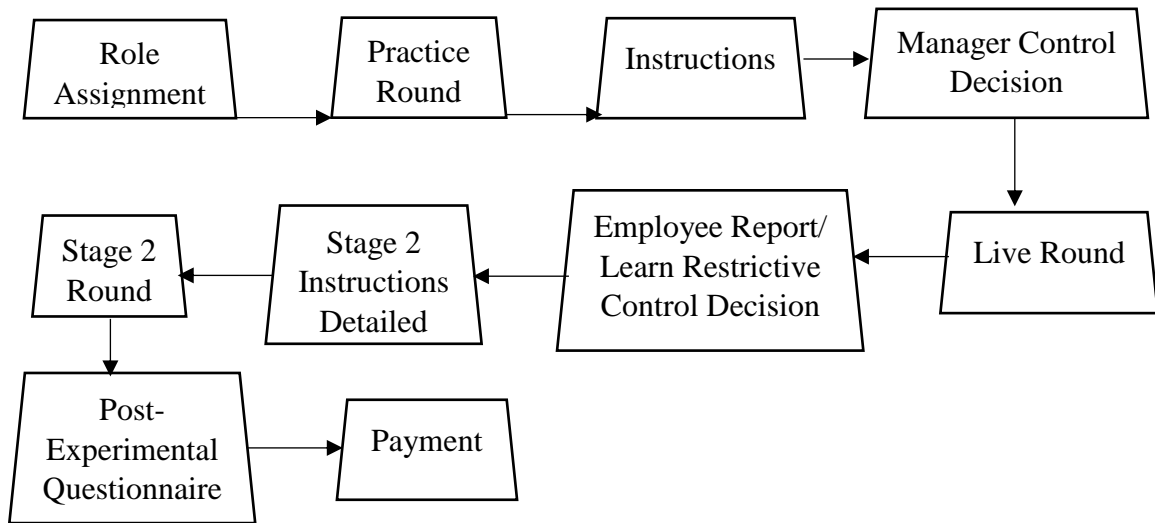 Role
Assignment
Practice
Round
Instructions
Manager Control
Decision
Live Round
Employee Report/
Learn Restrictive
Control Decision
Stage 2
Instructions
Detailed
Stage 2
Round
Post-
Experimental
Questionnaire
Payment